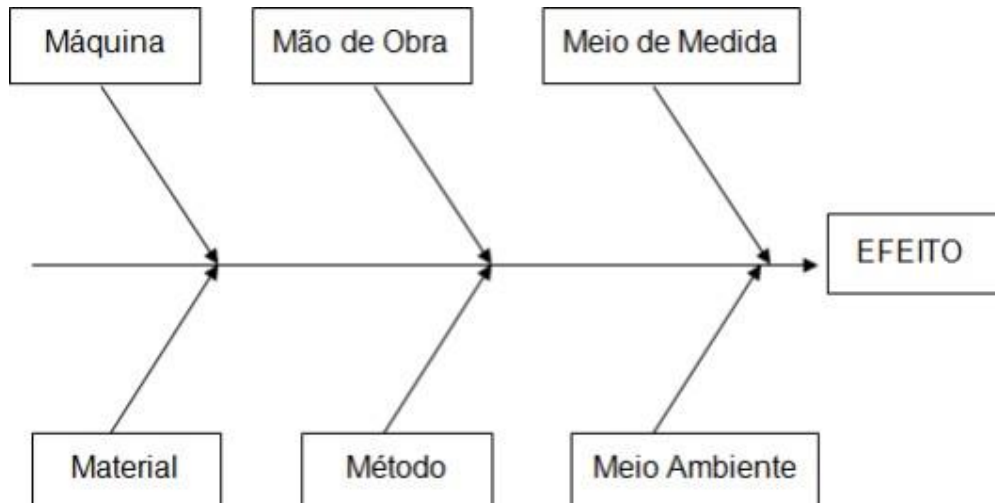 Máquina
Mão de Obra
Meio de Medida
EFEITO
Material
Método
Meio Ambiente